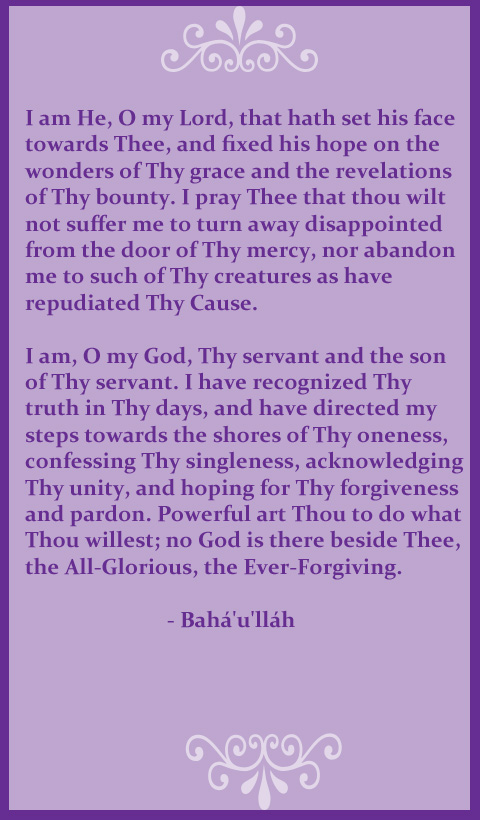 I am He, O my Lord, that hath set his face
towards Thee, and fixed his hope on the
wonders of Thy grace and the revelations
of Thy bounty. I pray Thee that thou wilt
not suffer me to turn away disappointed
from the door of Thy mercy, nor abandon
me to such of Thy creatures as have
repudiated Thy Cause.
I am, O my God, Thy servant and the son
of Thy servant. I have recognized Thy
truth in Thy days, and have directed my
steps towards the shores of Thy oneness,
confessing Thy singleness, acknowledging
Thy unity, and hoping for Thy forgiveness
and pardon. Powerful art Thou to do what
Thou willest; no God is there beside Thee,
the All-Glorious, the Ever-Forgiving.
- Bahá'u'lláh